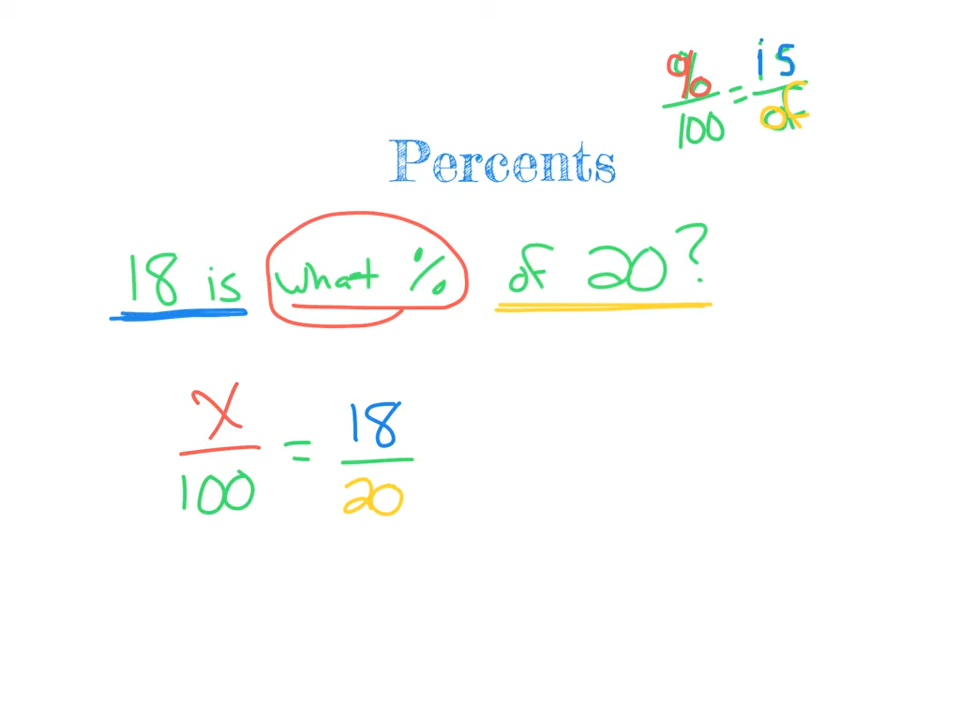 % is
100 = of
Percents
18 is what % of 20?
x 18
100 = 20